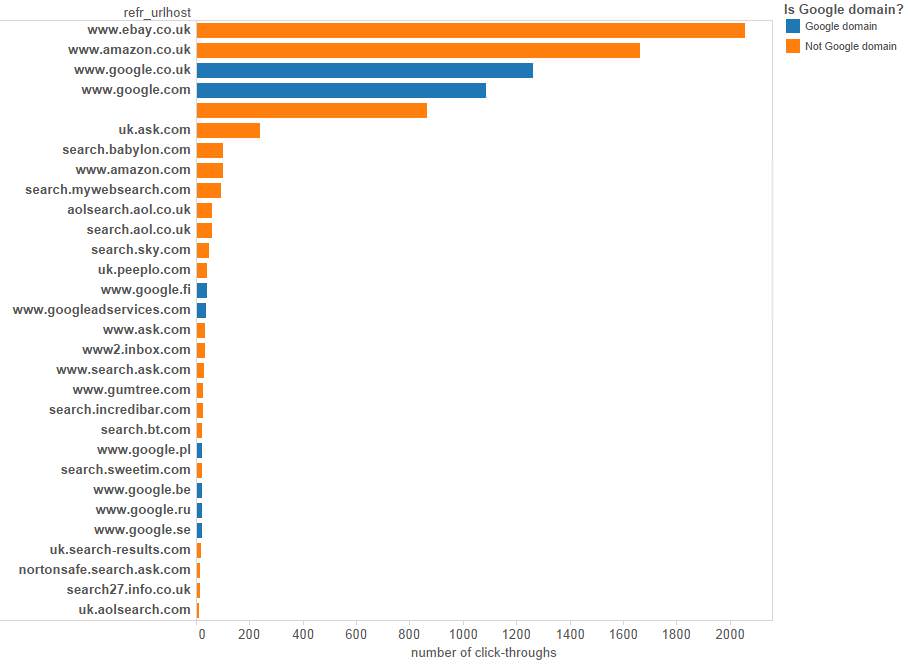 refr_urlhost
www.ebay.co.uk
www.amazon.co.uk
www.google.co.uk
www.google.com
uk.ask.com
search.babylon.com
www.amazon.com
search.mywebsearch.com
aolsearch.aol.co.uk
search.aol.co.uk
search.sky.com
uk.peeplo.com
www.google.fi
www.googleadservices.com
www.ask.com
www2.inbox.com
www.search.ask.com
www.gumtree.com
search.incredibar.com
search.bt.com
www.google.pl
search.sweetim.com
www.google.be
www.google.ru
www.google.se
uk.search-results.com
nortonsafe.search.ask.com
search27.info.co.uk
uk.aolsearch.com
0 200 400 600 800 1000 1200 1400 1600 1800 2000
number of click-throughs
Is Google domain?
Google domain
Not Google domain